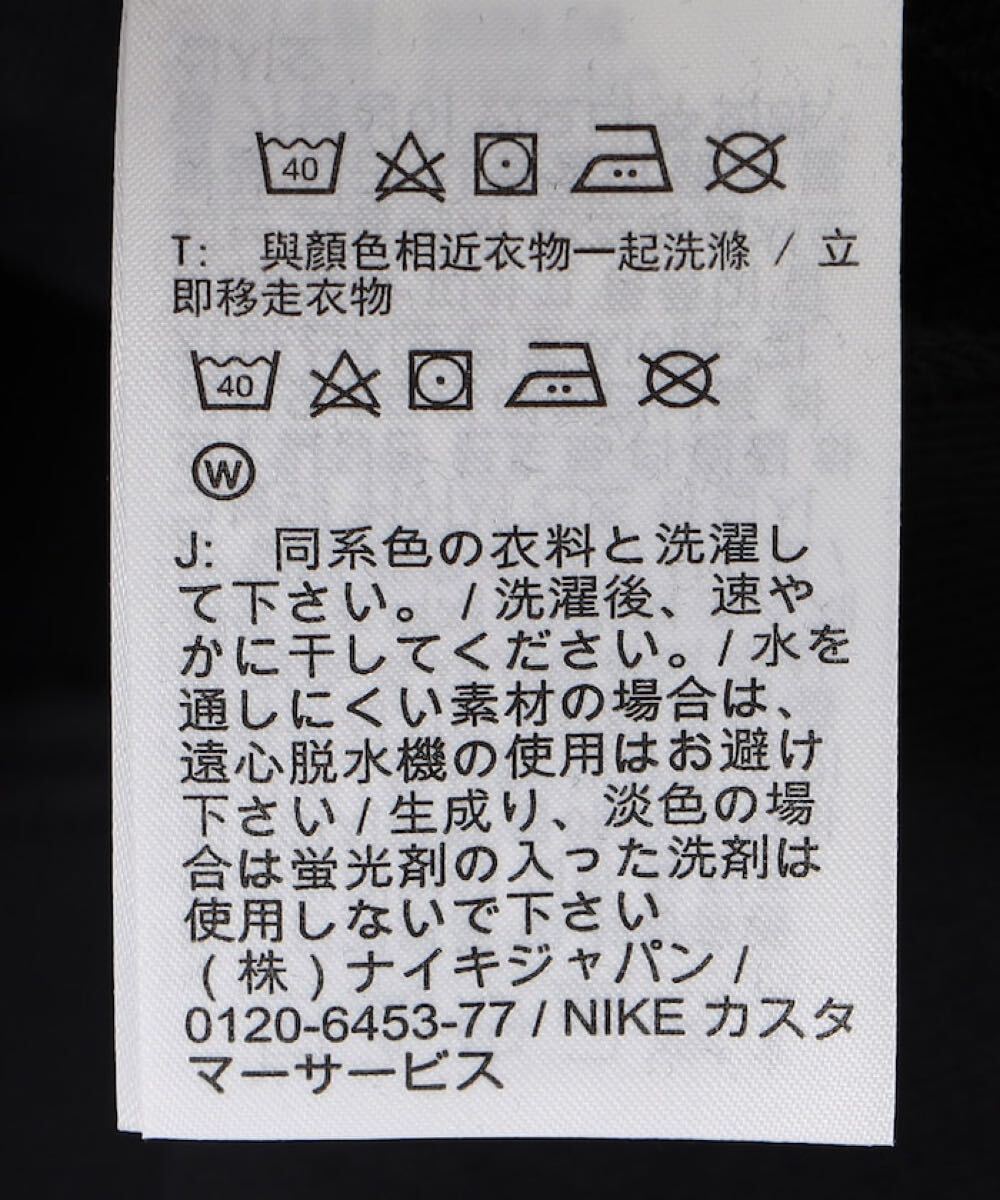 40
T: 與顏色相近衣物一起洗滌 / 立
即移走衣物
40
W
J: 同系色の衣料と洗濯し
て下さい。 / 洗濯後、速や
かに干してください。/ 水を
通しにくい素材の場合は、
遠心脱水機の使用はお避け
下さい / 生成り、淡色の場
合は蛍光剤の入った洗剤は
使用しないで下さい
(株) ナイキジャパン /
0120-6453-77 / NIKE カスタ
マーサービス